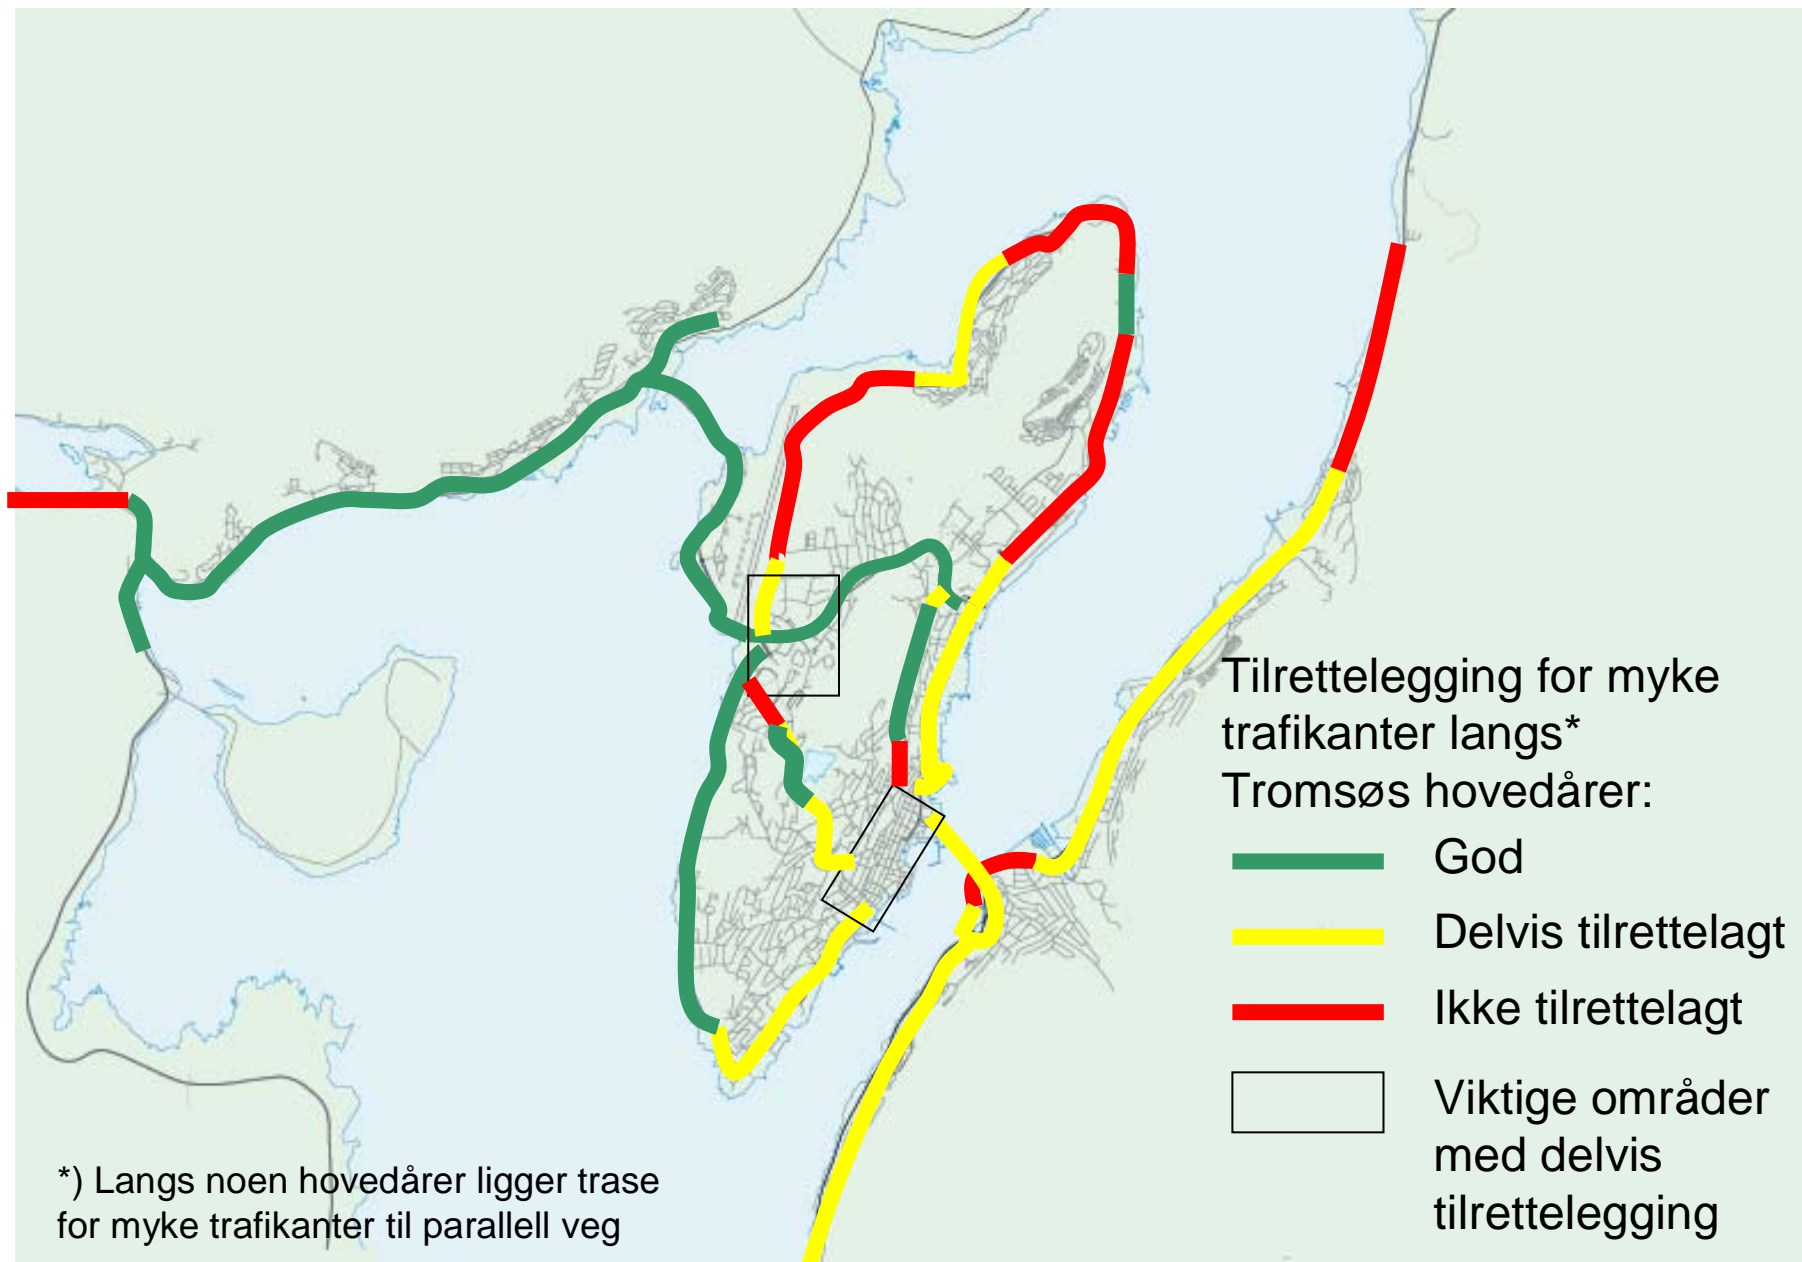 Tilrettelegging for myke
trafikanter langs*
Tromsøs hovedårer:
God
Delvis tilrettelagt
Ikke tilrettelagt
Viktige områder
med delvis
tilrettelegging
*) Langs noen hovedårer ligger trase
for myke trafikanter til parallell veg